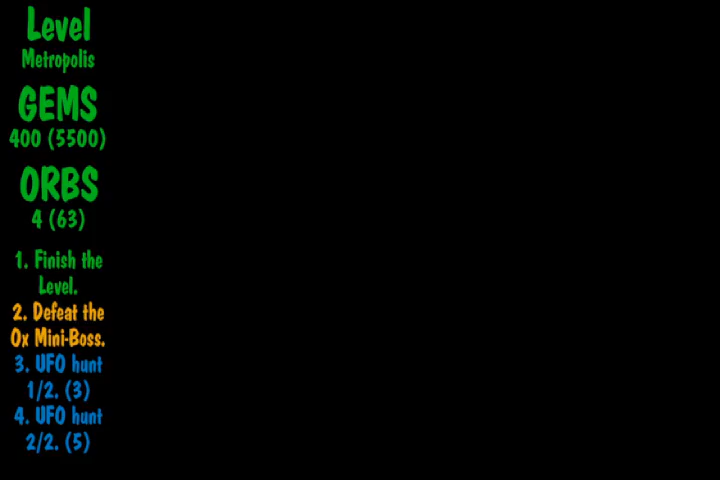 Level
Metropolis
GEMS
400 (5500)
ORBS
4 (63)
1. Finish the
Level.
2. Defeat the
Ox Mini-Boss.
3. UFO hunt
1/2. (3)
4. UFO hunt
2/2. (5)